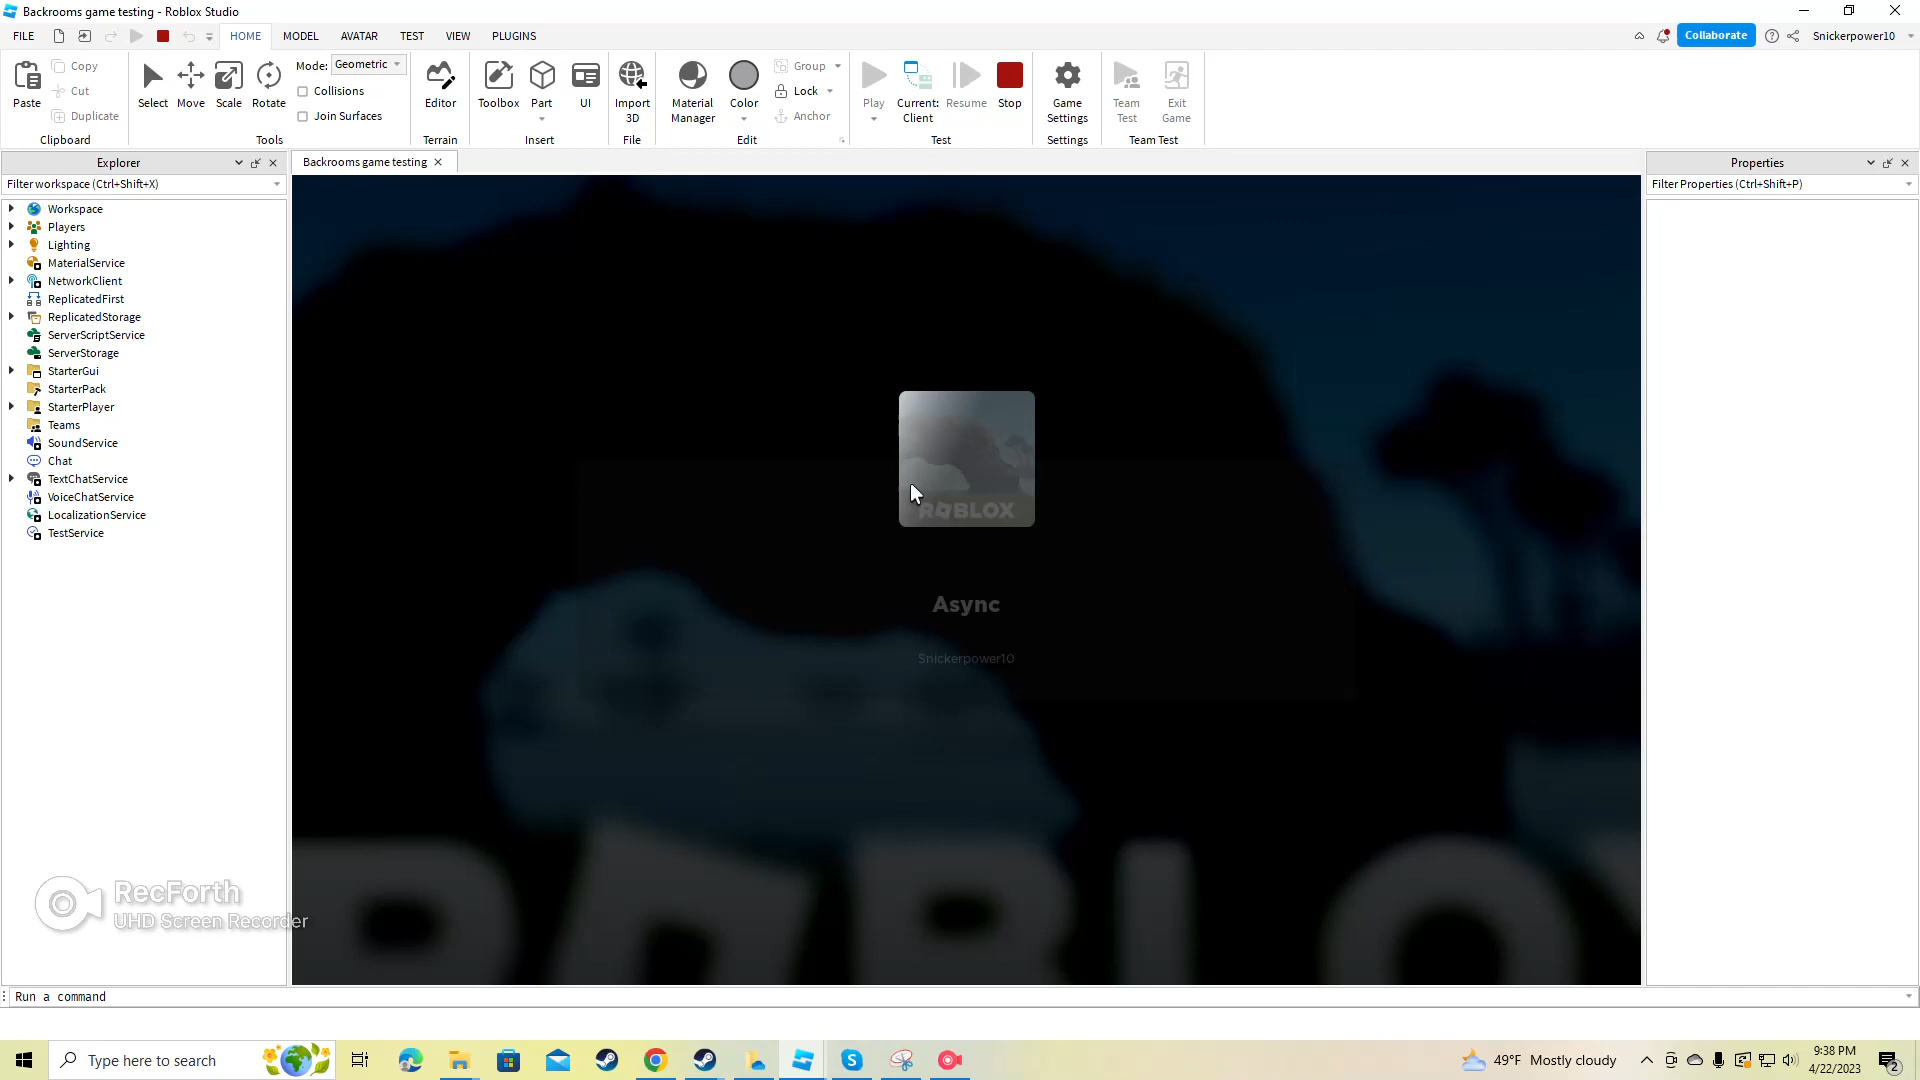 Backrooms game testing - Roblox Studio
FILE
HOME
MODEL
AVATAR
TEST
VIEW
PLUGINS
Collaborate
Snickerpower10
Paste
Copy
Cut
Duplicate
Clipboard
Select
Move
Scale
Rotate
Mode:
Geometric
Collisions
Join Surfaces
Tools
Editor
Terrain
Toolbox
Part
UI
Insert
Import
3D
File
Material
Manager
Color
Group
Lock
Anchor
Edit
Play
Current:
Client
Resume
Stop
Test
Game
Settings
Settings
Team
Test
Exit
Game
Team Test
Explorer
Filter workspace (Ctrl+Shift+X)
Workspace
Players
Lighting
MaterialService
NetworkClient
ReplicatedFirst
ReplicatedStorage
ServerScriptService
ServerStorage
StarterGui
StarterPack
StarterPlayer
Teams
SoundService
Chat
TextChatService
VoiceChatService
LocalizationService
TestService
Backrooms game testing
ROBLOX
Async
Snickerpower10
ROBLOX
Properties
Filter Properties (Ctrl+Shift+P)
RecForth
UHD Screen Recorder
Run a command
Type here to search
49°F Mostly cloudy
9:38 PM
4/22/2023
2